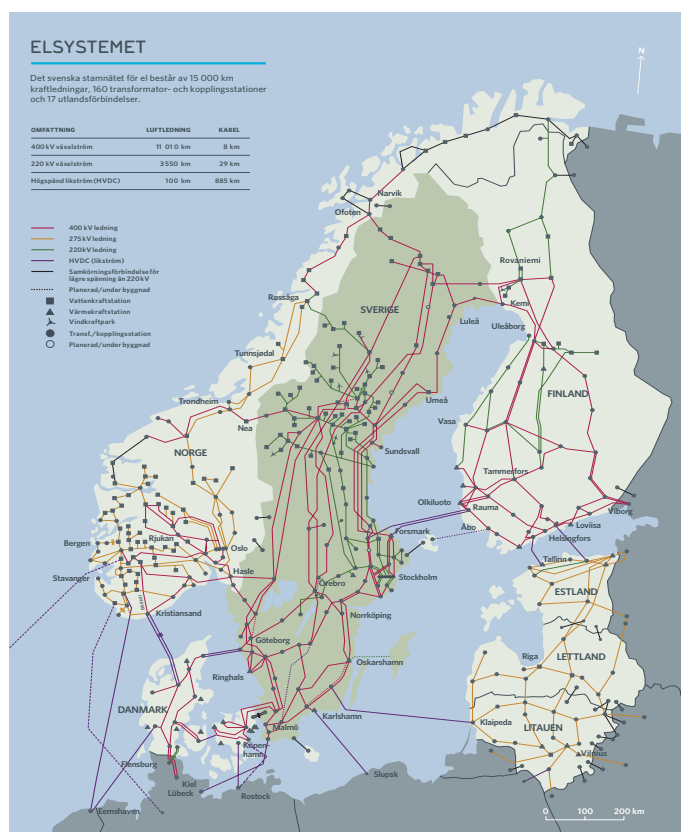 ELSYSTEMET
Det svenska stamnätet för el består av 15 000 km
kraftledningar, 160 transformator- och kopplingsstationer
och 17 utlandsförbindelser.
OMFATTNING LUFTLEDNING KABEL
400 kV växelström 11 010 km 8 km
220 kV växelström 3 550 km 29 km
Högspänd likström (HVDC) 100 km 885 km
400 kV ledning
275 kV ledning
220 kV ledning
HVDC (likström)
Samkörningsförbindelse för
lägre spänning än 220 kV
Planerad/under byggnad
Vattenkraftstation
Värmekraftstation
Vindkraftpark
Transf./kopplingsstation
Planerad/under byggnad
N
Narvik
Ofoten
Rovaniemi
Røssåga
Kemi
SVERIGE
Luleå
Uleåborg
Tunnsjødal
FINLAND
Umeå
Trondheim
Vasa
Nea
NORGE
Sundsvall
Tammerfors
Olkiluoto
Rauma
Viborg
Åbo
Loviisa
Forsmark
Helsingfors
Rjukan
Bergen
Oslo
Tallinn
Hasle
Stavanger
Stockholm
Örebro
ESTLAND
Kristiansand
Norrköping
Göteborg
Riga
LETTLAND
Oskarshamn
Ringhals
DANMARK
Karlshamn
Klaipeda
Malmö
LITAUEN
Köpen-
hamn
Vilnius
Flensburg
Slupsk
Kiel
Lübeck
Rostock
Eemshaven
0 100 200 km